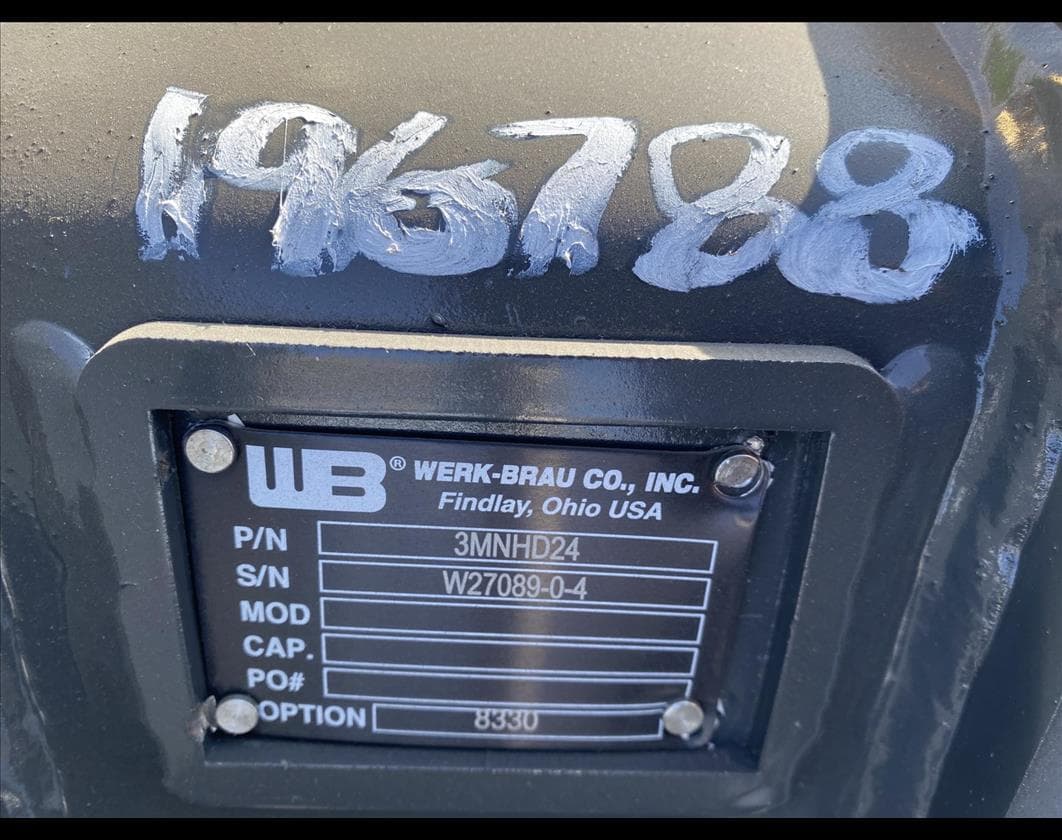 196788
WB® WERK-BRAU CO., INC.
Findlay, Ohio USA
P/N 3MNHD24
S/N W27089-0-4
MOD
CAP.
PO#
OPTION 8330